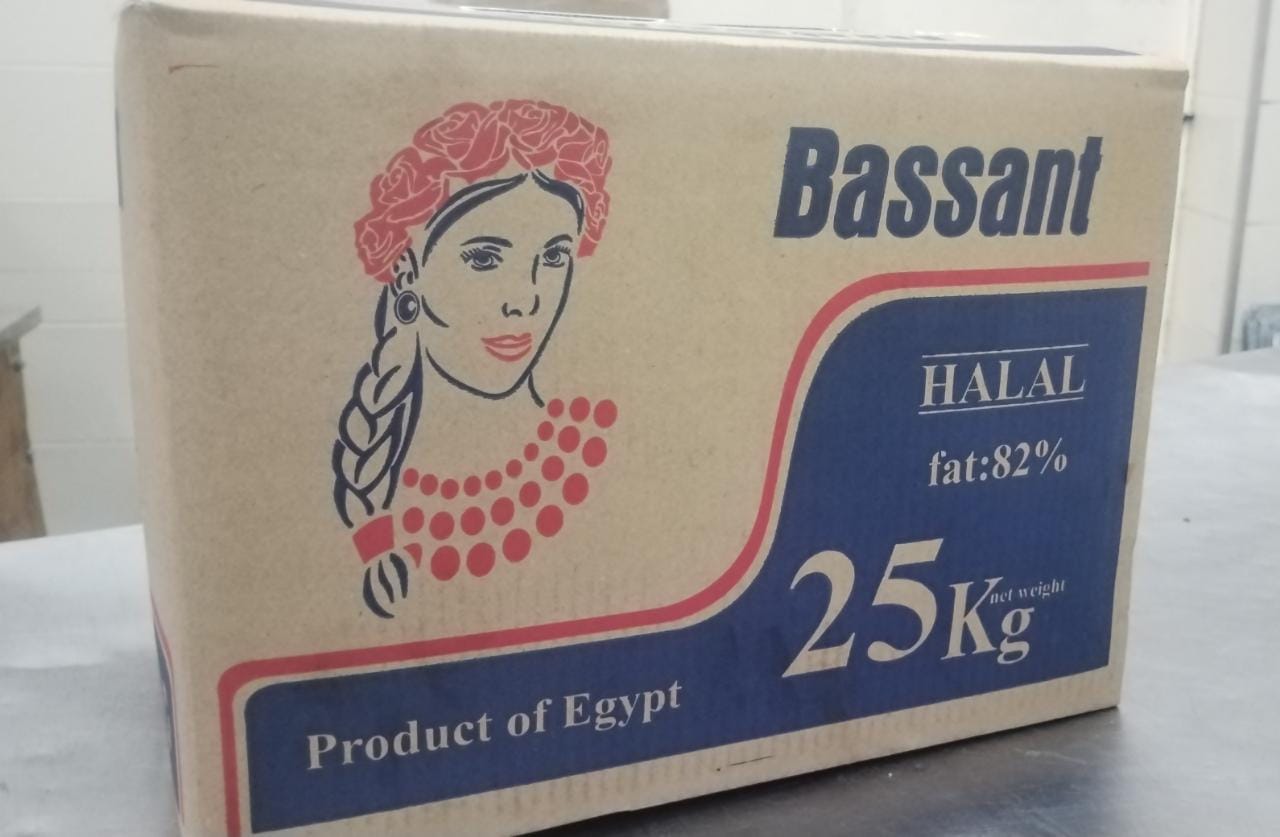 Bassant
HALAL
fat:82%
25Kg net weight
Product of Egypt